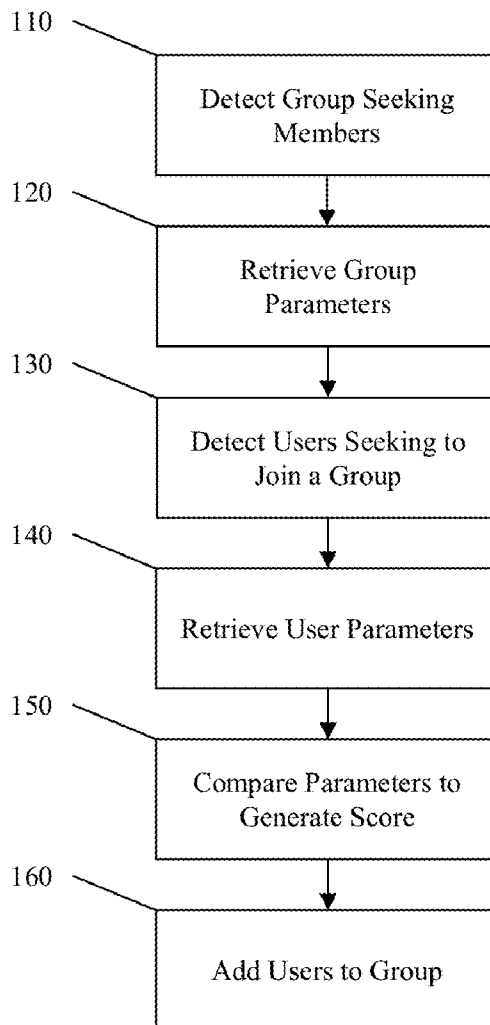 110
Detect Group Seeking
Members
120
Retrieve Group
Parameters
130
Detect Users Seeking to
Join a Group
140
Retrieve User Parameters
150
Compare Parameters to
Generate Score
160
Add Users to Group